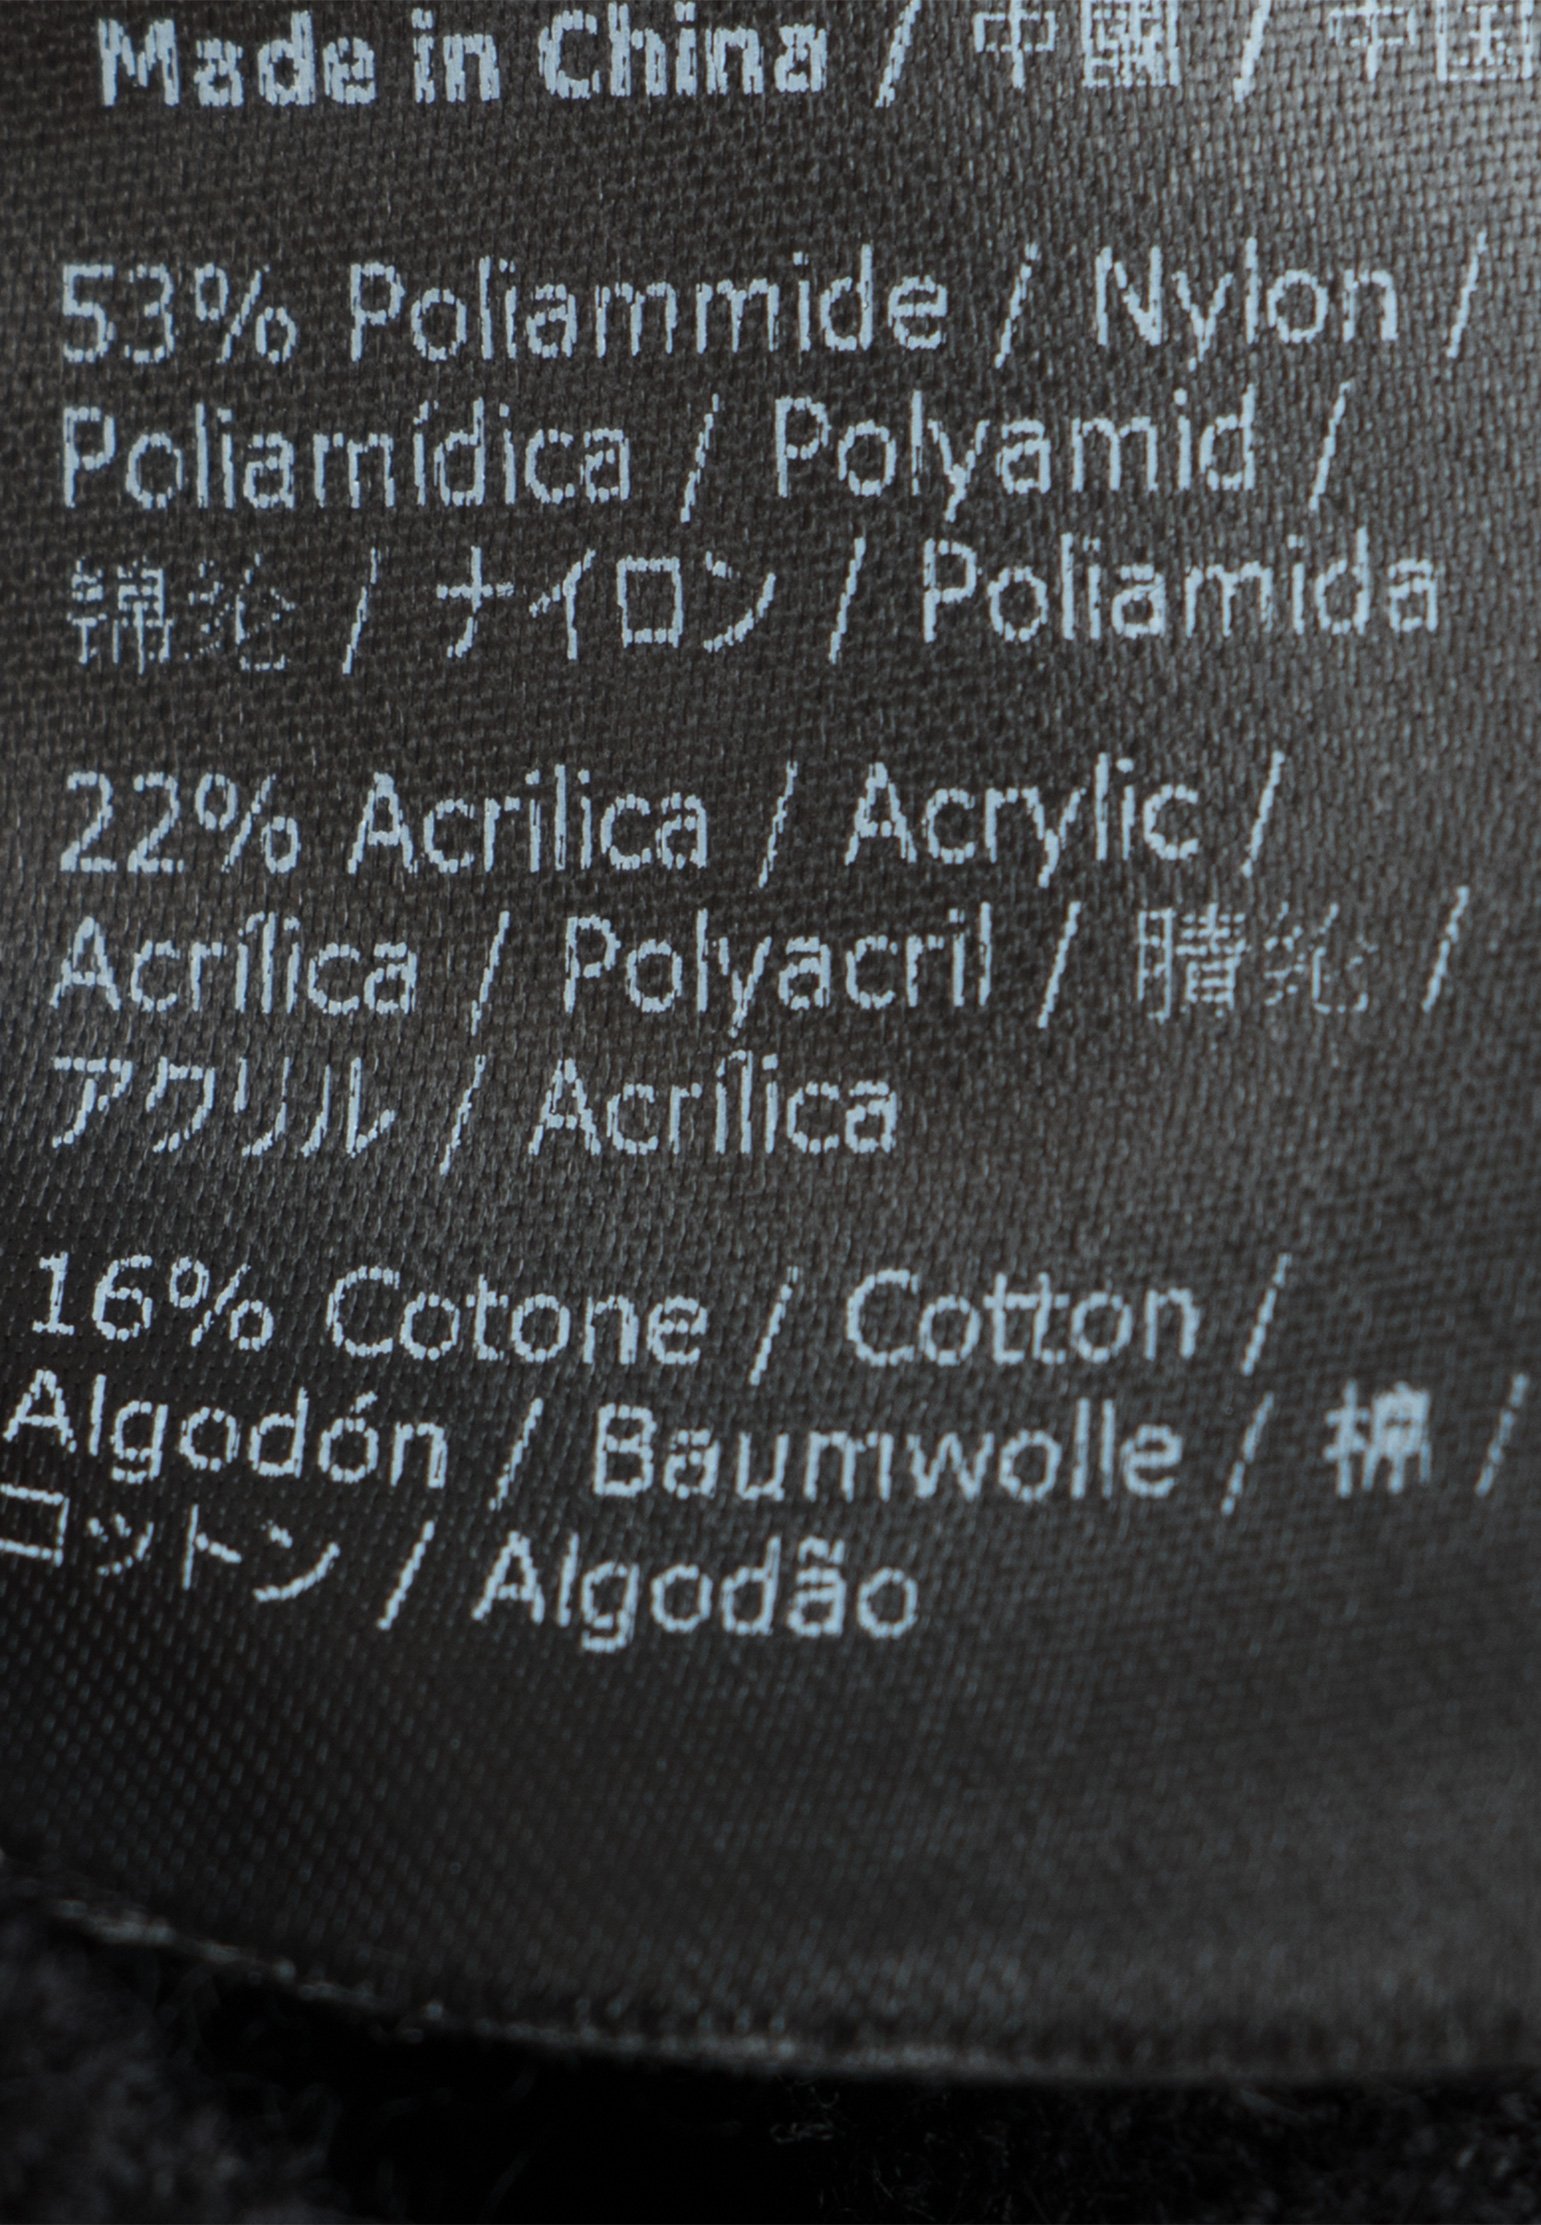 Made in China / 中國 / 中国
53% Poliammide / Nylon /
Poliamídica / Polyamid /
錦纶 / ナイロン / Poliamida
22% Acrilica / Acrylic /
Acrílica / Polyacril / 腈纶 /
アクリル / Acrílica
16% Cotone / Cotton /
Algodón / Baumwolle / 棉 /
コットン / Algodão